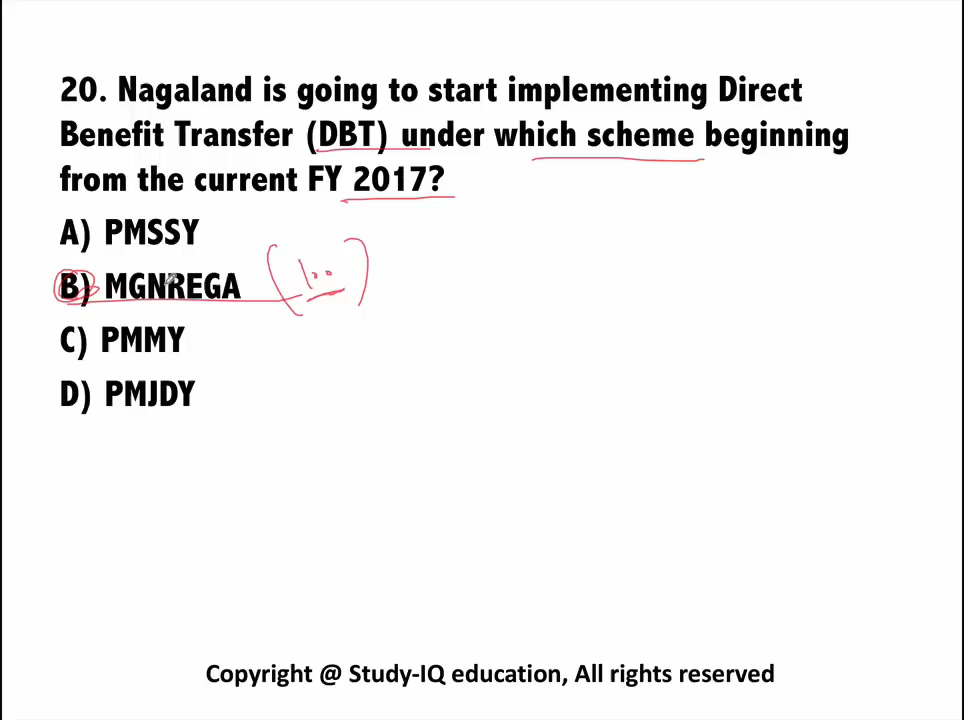 20. Nagaland is going to start implementing Direct
Benefit Transfer (DBT) under which scheme beginning
from the current FY 2017?
A) PMSSY
B) MGNREGA (100)
C) PMMY
D) PMJDY
Copyright @ Study-IQ education, All rights reserved